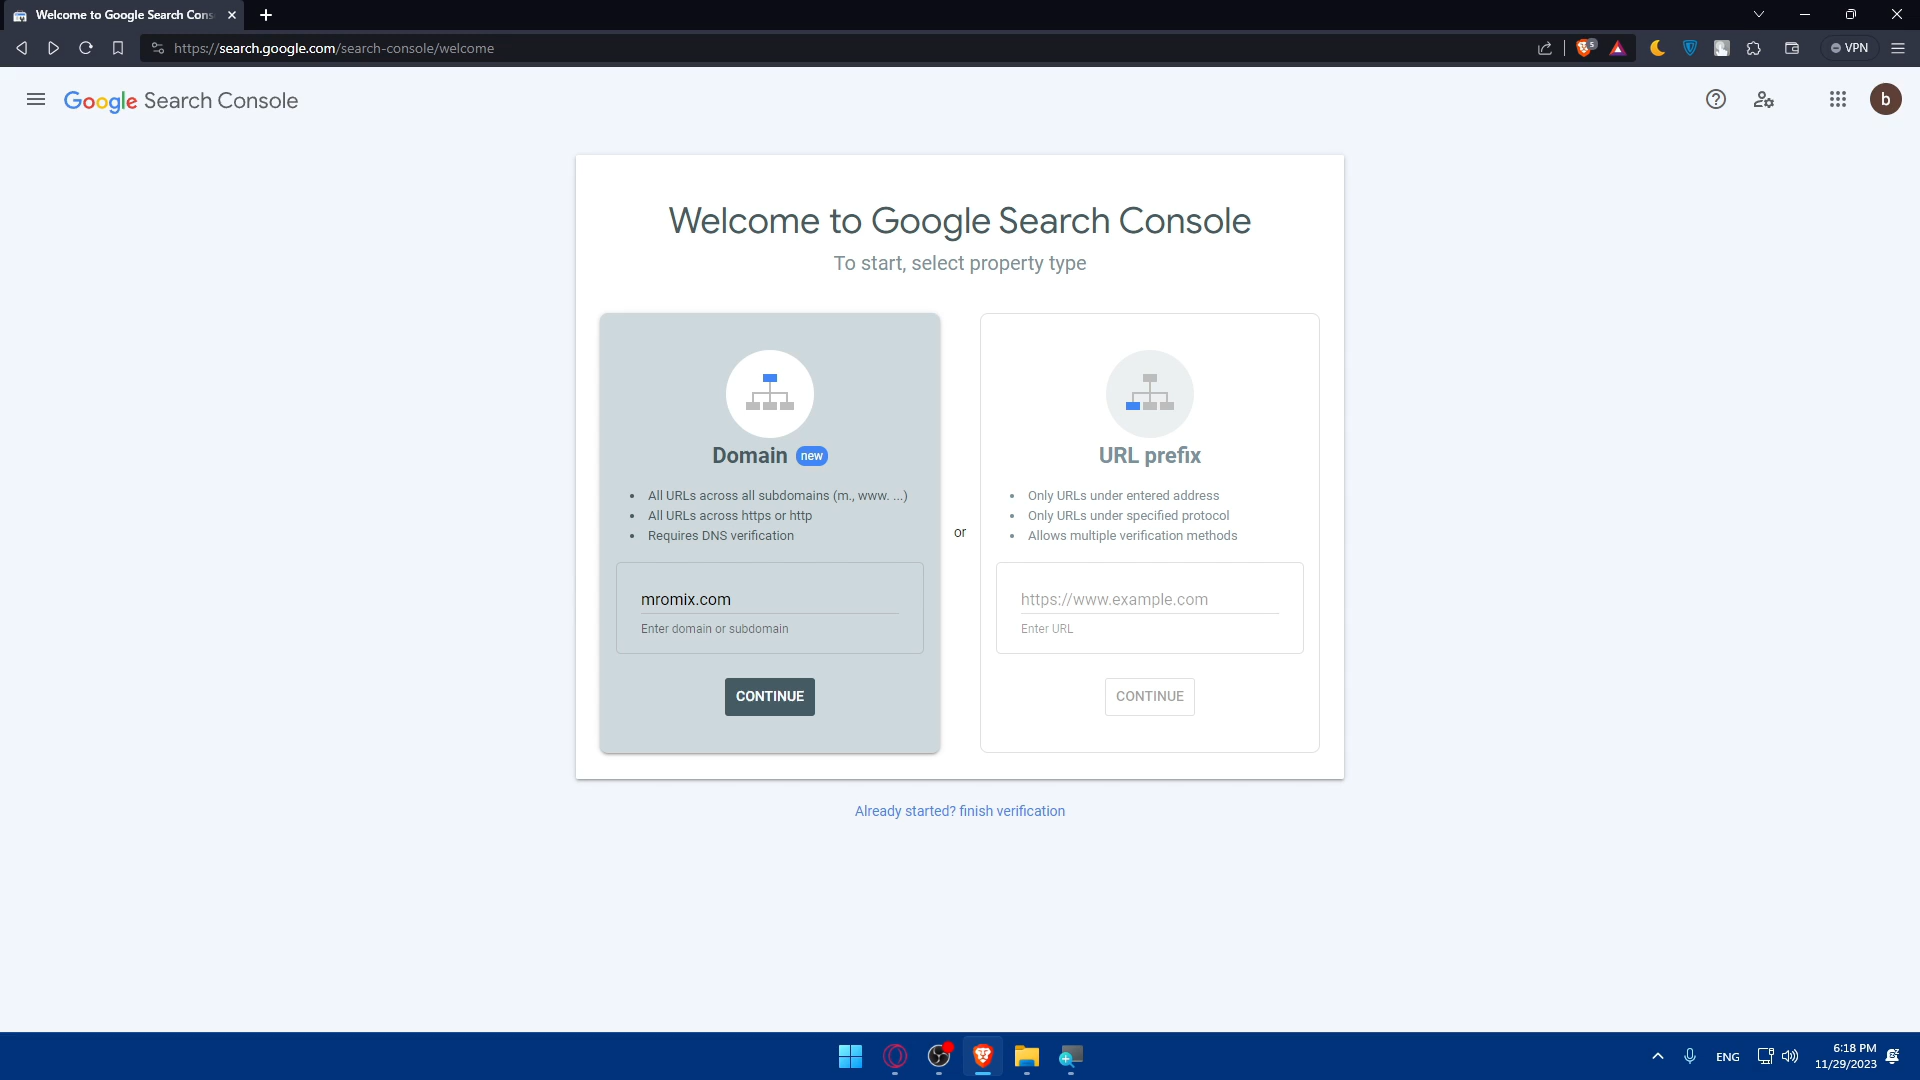 Welcome to Google Search Cons
https://search.google.com/search-console/welcome
5
VPN
Google Search Console
b
Welcome to Google Search Console
To start, select property type
Domain new
• All URLs across all subdomains (m., www. ...)
• All URLs across https or http
• Requires DNS verification
mromix.com
Enter domain or subdomain
CONTINUE
or
URL prefix
• Only URLs under entered address
• Only URLs under specified protocol
• Allows multiple verification methods
https://www.example.com
Enter URL
CONTINUE
Already started? finish verification
ENG
6:18 PM
11/29/2023